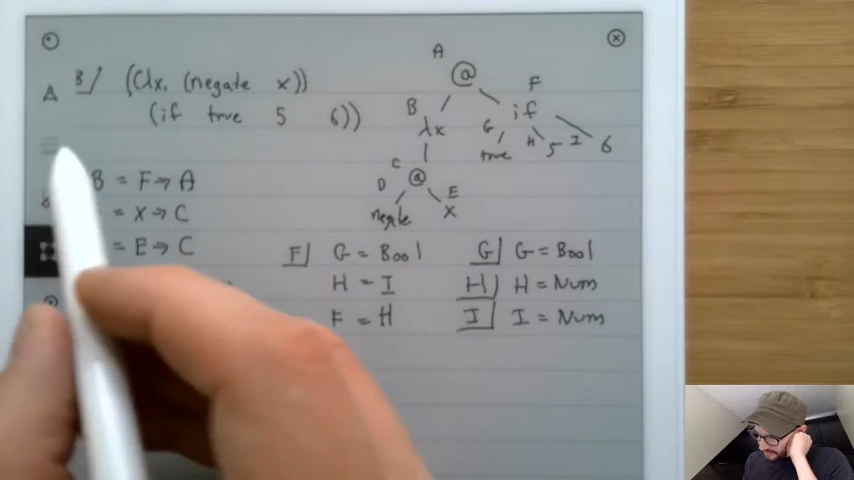 B/ ((λx. (negate x))
(if true 5 6))
A
@
B
F
λx
if
G
H
I
true
5
6
C
@
D
E
negate
x
B = F → A
= X → C
= E → C
F| G = Bool
H = I
F = H
G| G = Bool
H| H = Num
I| I = Num